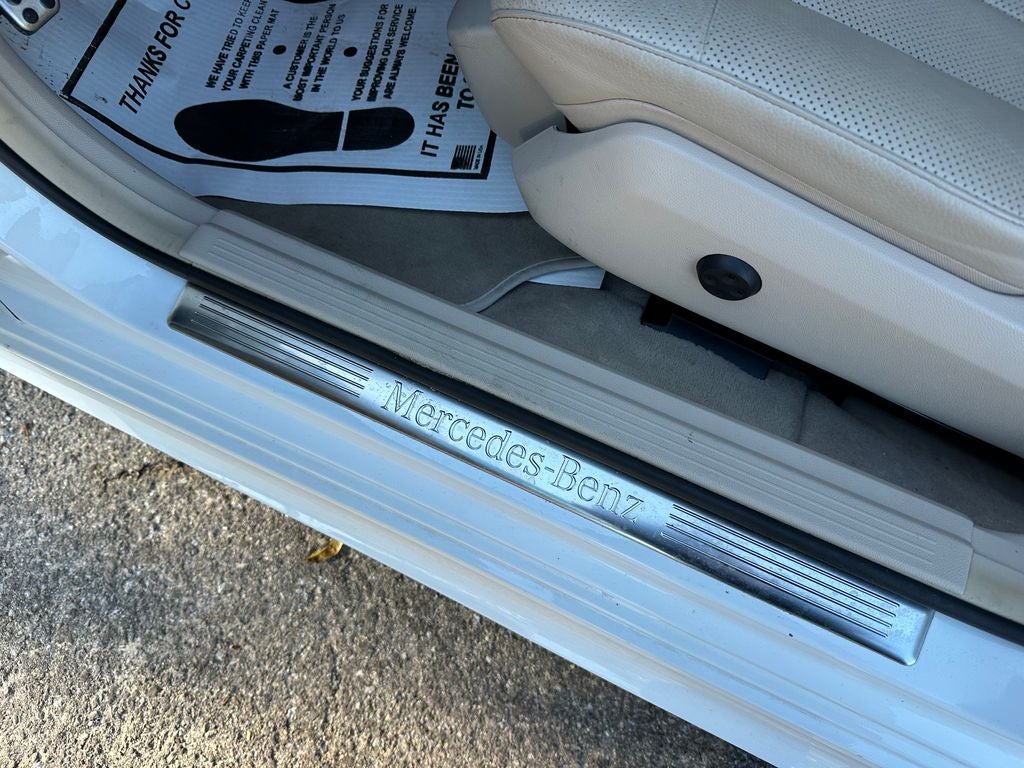 THANKS FOR C
WE HAVE TRIED TO KEEP
YOUR CARPETING CLEAN
WITH THIS PAPER MAT
A CUSTOMER IS THE
MOST IMPORTANT PERSON
IN THE WORLD TO US
YOUR SUGGESTIONS FOR
IMPROVING OUR SERVICE
ARE ALWAYS WELCOME.
IT HAS BEEN
TO
Mercedes-Benz